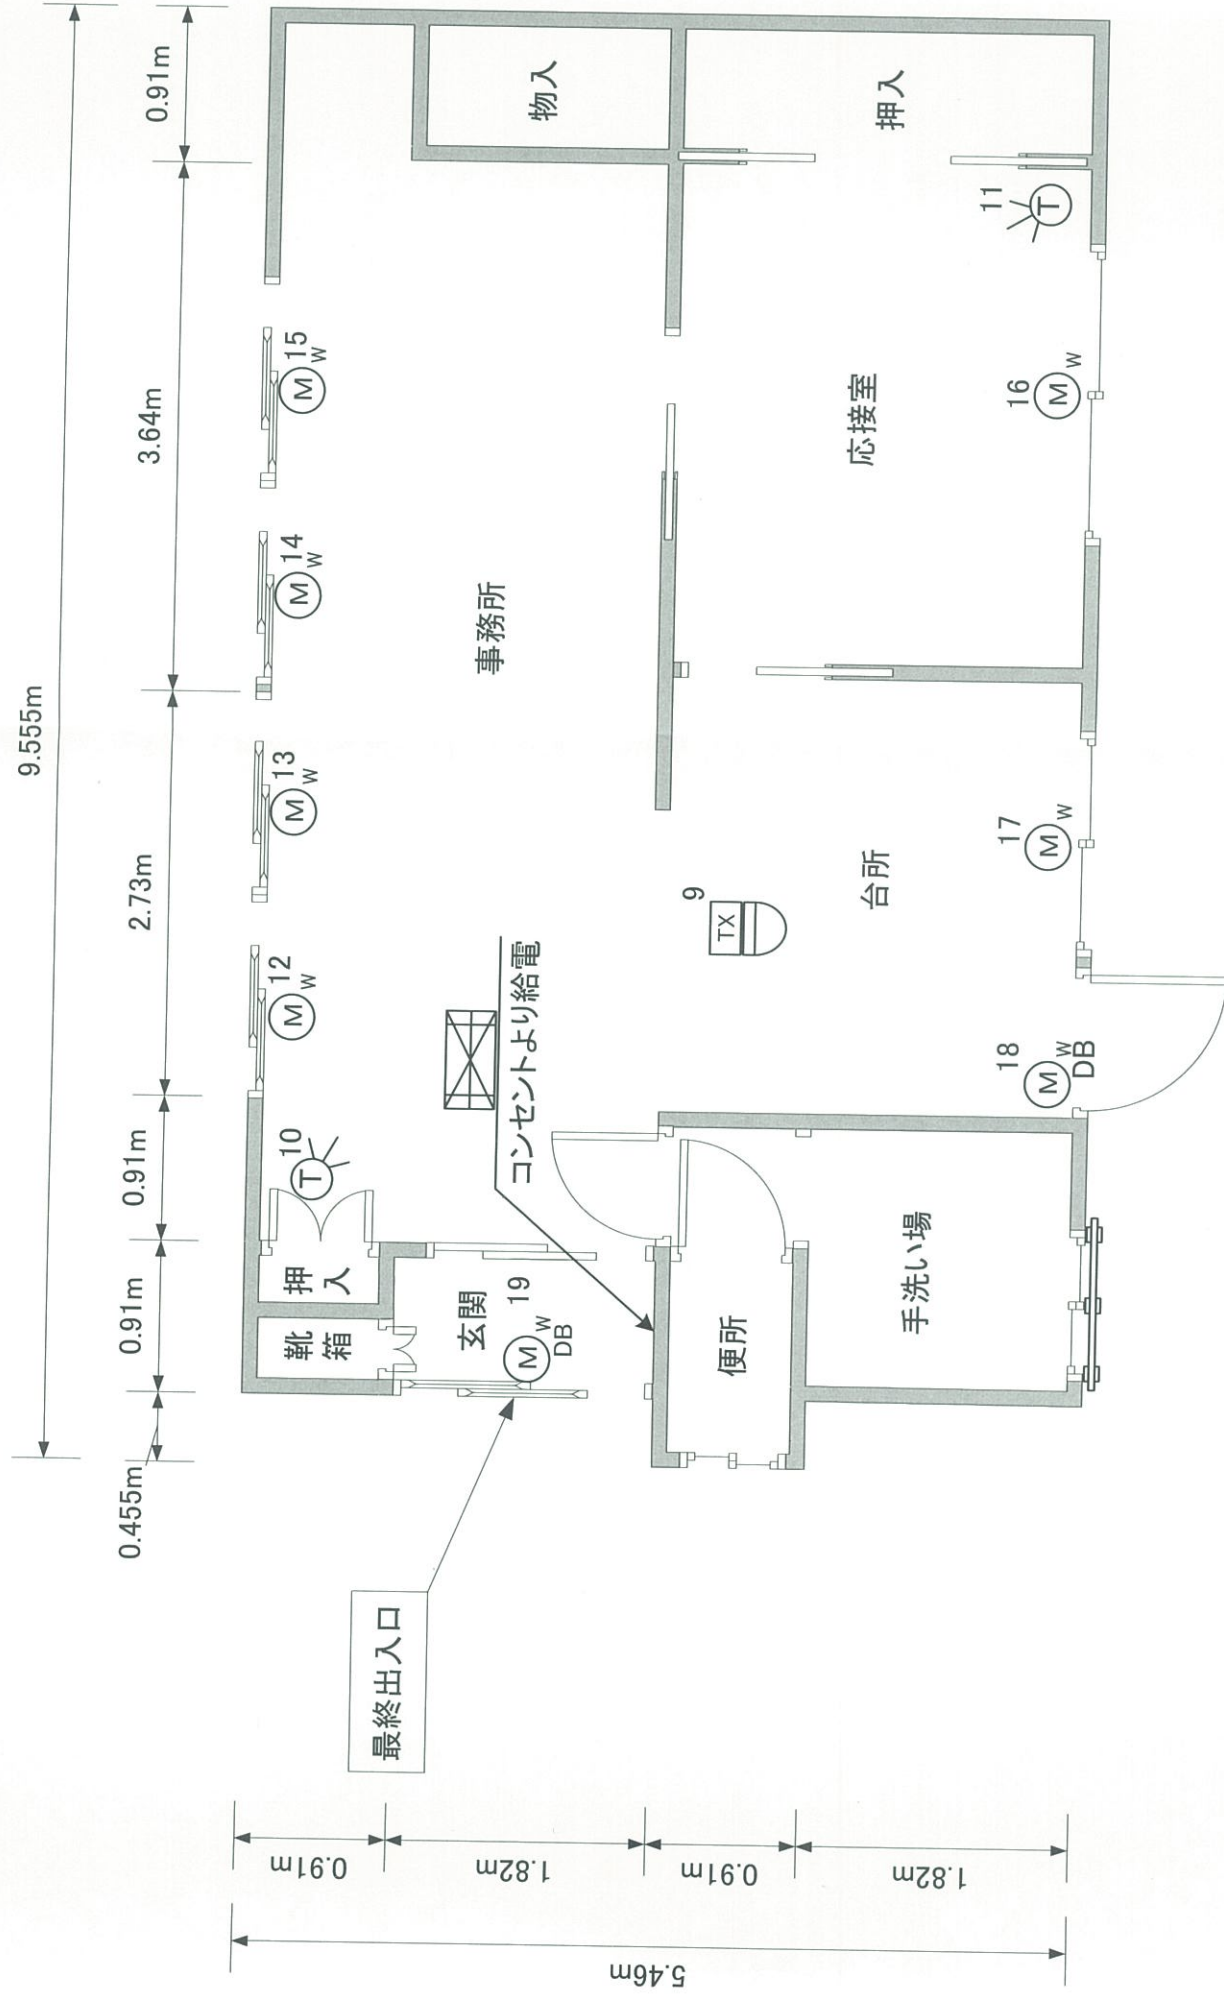 9.555m
0.455m
0.91m
0.91m
2.73m
3.64m
0.91m
5.46m
0.91m
1.82m
0.91m
1.82m
最終出入口
靴
箱
押
入
10
T
12
M
W
13
M
W
14
M
W
15
M
W
玄関
19
M
W
DB
コンセントより給電
事務所
物入
便所
手洗い場
9
TX
台所
18
M
W
DB
17
M
W
応接室
16
M
W
11
T
押入